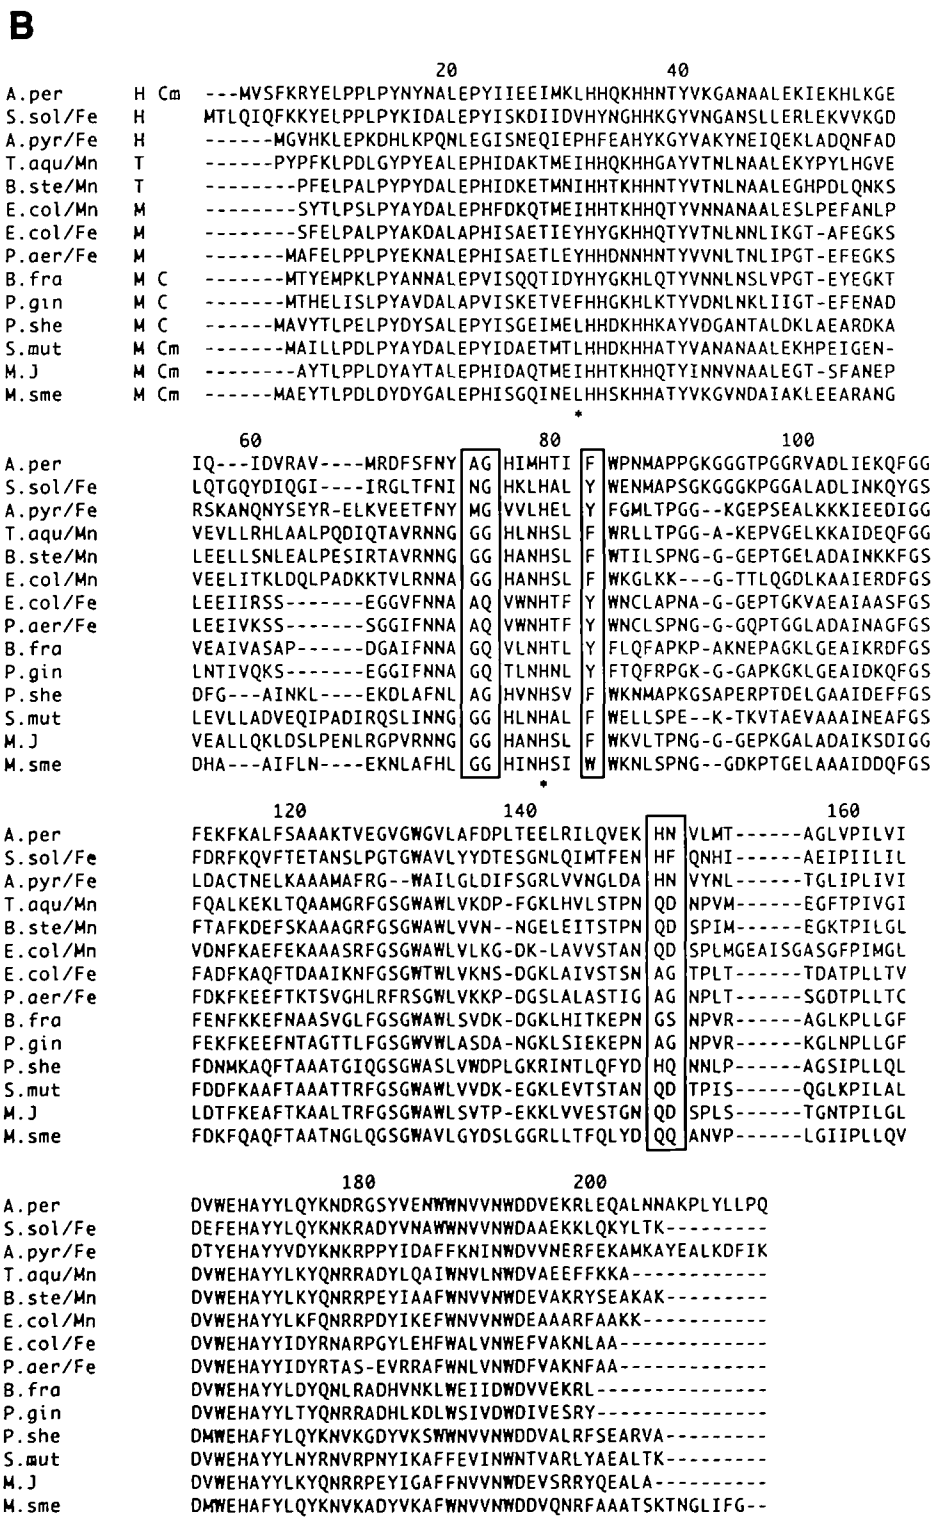 B
20 40
A.per H Cm ---MVSFKRYELPPLPYNYNALEPYIIEEIMKLHHQKHHNTYVKGANAALEKIEKHLKGE
S.sol/Fe H MTLQIQFKKYELPPLPYKIDALEPYISKDIIDVHYNGHHKGYVNGANSLLERLEKVVKGD
A.pyr/Fe H ------MGVHKLEPKDHLKPQNLEGISNEQIEPHFEAHYKGYVAKYNEIQEKLADQNFAD
T.aqu/Mn T ------PYPFKLPDLGYPYEALEPHIDAKTMEIHHQKHHGAYVTNLNAALEKYPYLHGVE
B.ste/Mn T --------PFELPALPYPYDALEPHIDKETMNIHHTKHHNTYVTNLNAALEGHPDLQNKS
E.col/Mn M --------SYTLPSLPYAYDALEPHFDKQTMEIHHTKHHQTYVNNANAALESLPEFANLP
E.col/Fe M --------SFELPALPYAKDALAPHISAETIEYHYGKHHQTYVTNLNNLIKGT-AFEGKS
P.aer/Fe M -------MAFELPPLPYEKNALEPHISAETLEYHHDNNHNTYVVNLTNLIPGT-EFEGKS
B.fra M C -------MTYEMPKLPYANNALEPVISQQTIDYHYGKHLQTYVNNLNSLVPGT-EYEGKT
P.gin M C -------MTHELISLPYAVDALAPVISKETVEFHHGKHLKTYVDNLNKLIIGT-EFENAD
P.she M C ------MAVYTLPELPYDYSALEPYISGEIMELHHDKHHKAYVDGANTALDKLAEARDKA
S.mut M Cm -------MAILLPDLPYAYDALEPYIDAETMTLHHDKHHATYVANANAALEKHPEIGEN-
M.J M Cm --------AYTLPPLDYAYTALEPHIDAQTMEIHHTKHHQTYINNVNAALEGT-SFANEP
M.sme M Cm ------MAEYTLPDLDYDYGALEPHISGQINELHHSKHHATYVKGVNDAIAKLEEARANG
*
60 80 100
A.per IQ---IDVRAV----MRDFSFNY AG HIMHTI F WPNMAPPGKGGGTPGGRVADLIEKQFGG
S.sol/Fe LQTGQYDIQGI----IRGLTFNI NG HKLHAL Y WENMAPSGKGGGKPGGALADLINKQYGS
A.pyr/Fe RSKANQNYSEYR-ELKVEETFNY MG VVLHEL Y FGMLTPGG--KGEPSEALKKKIEEDIGG
T.aqu/Mn VEVLLRHLAALPQDIQTAVRNNG GG HLNHSL F WRLLTPGG-A-KEPVGELKKAIDEQFGG
B.ste/Mn LEELLSNLEALPESIRTAVRNNG GG HANHSL F WTILSPNG-G-GEPTGELADAINKKFGS
E.col/Mn VEELITKLDQLPADKKTVLRNNA GG HANHSL F WKGLKK---G-TTLQGDLKAAIERDFGS
E.col/Fe LEEIIRSS-------EGGVFNNA AQ VWNHTF Y WNCLAPNA-G-GEPTGKVAEAIAASFGS
P.aer/Fe LEEIVKSS-------SGGIFNNA AQ VWNHTF Y WNCLSPNG-G-GQPTGGLADAINAGFGS
B.fra VEAIVASAP------DGAIFNNA GQ VLNHTL Y FLQFAPKP-AKNEPAGKLGEAIKRDFGS
P.gin LNTIVQKS-------EGGIFNNA GQ TLNHNL Y FTQFRPGK-G-GAPKGKLGEAIDKQFGS
P.she DFG---AINKL----EKDLAFNL AG HVNHSV F WKNMAPKGSAPERPTDELGAAIDEFFGS
S.mut LEVLLADVEQIPADIRQSLINNG GG HLNHAL F WELLSPE--K-TKVTAEVAAAINEAFGS
M.J VEALLQKLDSLPENLRGPVRNNG GG HANHSL F WKVLTPNG-G-GEPKGALADAIKSDIGG
M.sme DHA---AIFLN----EKNLAFHL GG HINHSI W WKNLSPNG--GDKPTGELAAAIDDQFGS
*
120 140 160
A.per FEKFKALFSAAAKTVEGVGWGVLAFDPLTEELRILQVEK HN VLMT------AGLVPILVI
S.sol/Fe FDRFKQVFTETANSLPGTGWAVLYYDTESGNLQIMTFEN HF QNHI------AEIPIILIL
A.pyr/Fe LDACTNELKAAAMAFRG--WAILGLDIFSGRLVVNGLDA HN VYNL------TGLIPLIVI
T.aqu/Mn FQALKEKLTQAAMGRFGSGWAWLVKDP-FGKLHVLSTPN QD NPVM------EGFTPIVGI
B.ste/Mn FTAFKDEFSKAAAGRFGSGWAWLVVN--NGELEITSTPN QD SPIM------EGKTPILGL
E.col/Mn VDNFKAEFEKAAASRFGSGWAWLVLKG-DK-LAVVSTAN QD SPLMGEAISGASGFPIMGL
E.col/Fe FADFKAQFTDAAIKNFGSGWTWLVKNS-DGKLAIVSTSN AG TPLT------TDATPLLTV
P.aer/Fe FDKFKEEFTKTSVGHLRFRSGWLVKKP-DGSLALASTIG AG NPLT------SGDTPLLTC
B.fra FENFKKEFNAASVGLFGSGWAWLSVDK-DGKLHITKEPN GS NPVR------AGLKPLLGF
P.gin FEKFKEEFNTAGTTLFGSGWVWLASDA-NGKLSIEKEPN AG NPVR------KGLNPLLGF
P.she FDNMKAQFTAAATGIQGSGWASLVWDPLGKRINTLQFYD HQ NNLP------AGSIPLLQL
S.mut FDDFKAAFTAAATTRFGSGWAWLVVDK-EGKLEVTSTAN QD TPIS------QGLKPILAL
M.J LDTFKEAFTKAALTRFGSGWAWLSVTP-EKKLVVESTGN QD SPLS------TGNTPILGL
M.sme FDKFQAQFTAATNGLQGSGWAVLGYDSLGGRLLTFQLYD QQ ANVP------LGIIPLLQV
180 200
A.per DVWEHAYYLQYKNDRGSYVENWWNVVNWDDVEKRLEQALNNAKPLYLLPQ
S.sol/Fe DEFEHAYYLQYKNKRADYVNAWWNVVNWDAAEKKLQKYLTK---------
A.pyr/Fe DTYEHAYYVDYKNKRPPYIDAFFKNINWDVVNERFEKAMKAYEALKDFIK
T.aqu/Mn DVWEHAYYLKYQNRRADYLQAIWNVLNWDVAEEFFKKA------------
B.ste/Mn DVWEHAYYLKYQNRRPEYIAAFWNVVNWDEVAKRYSEAKAK---------
E.col/Mn DVWEHAYYLKFQNRRPDYIKEFWNVVNWDEAAARFAAKK-----------
E.col/Fe DVWEHAYYIDYRNARPGYLEHFWALVNWEFVAKNLAA-------------
P.aer/Fe DVWEHAYYIDYRTAS-EVRRAFWNLVNWDFVAKNFAA-------------
B.fra DVWEHAYYLDYQNLRADHVNKLWEIIDWDVVEKRL---------------
P.gin DVWEHAYYLTYQNRRADHLKDLWSIVDWDIVESRY---------------
P.she DMWEHAFYLQYKNVKGDYVKSWWNVVNWDDVALRFSEARVA---------
S.mut DVWEHAYYLNYRNVRPNYIKAFFEVINWNTVARLYAEALTK---------
M.J DVWEHAYYLKYQNRRPEYIGAFFNVVNWDEVSRRYQEALA----------
M.sme DMWEHAFYLQYKNVKADYVKAFWNVVNWDDVQNRFAAATSKTNGLIFG--